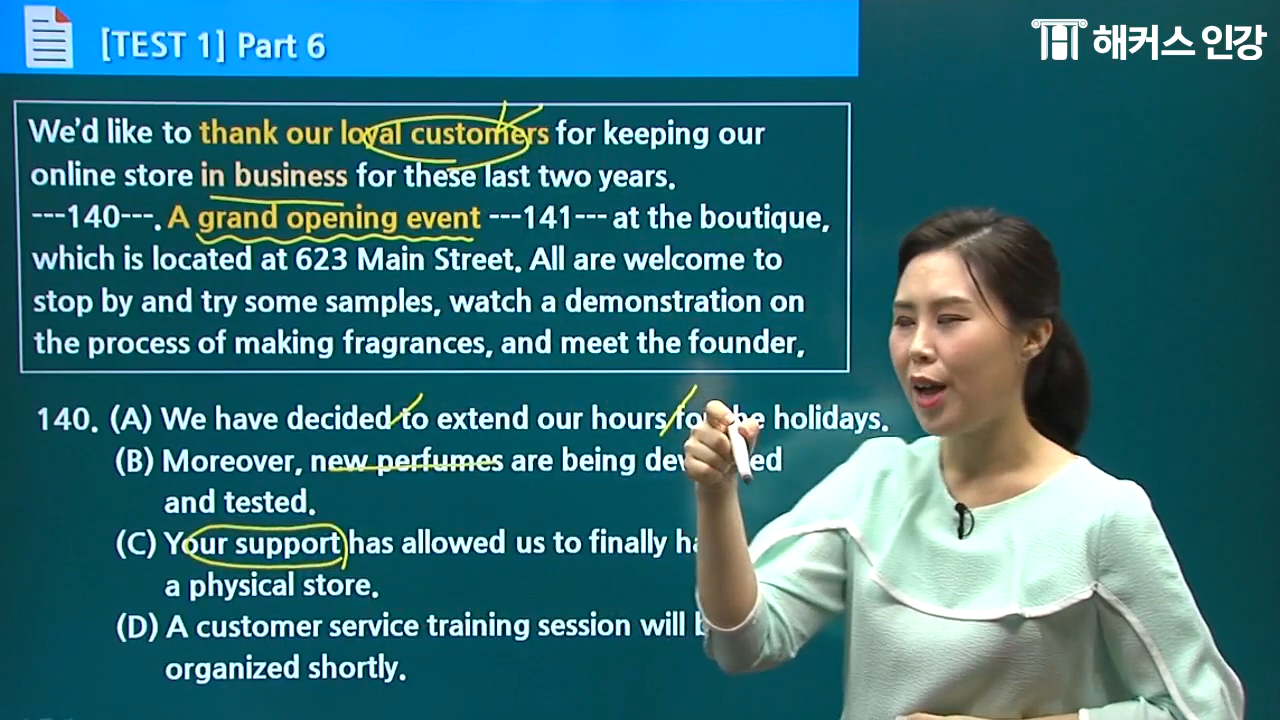 [TEST 1] Part 6
해커스 인강
We'd like to thank our loyal customers for keeping our
online store in business for these last two years.
---140---. A grand opening event ---141--- at the boutique,
which is located at 623 Main Street. All are welcome to
stop by and try some samples, watch a demonstration on
the process of making fragrances, and meet the founder,
140. (A) We have decided to extend our hours holidays.
(B) Moreover, new perfumes are being
and tested.
(C) Your support has allowed us to finally
a physical store.
(D) A customer service training session will
organized shortly.